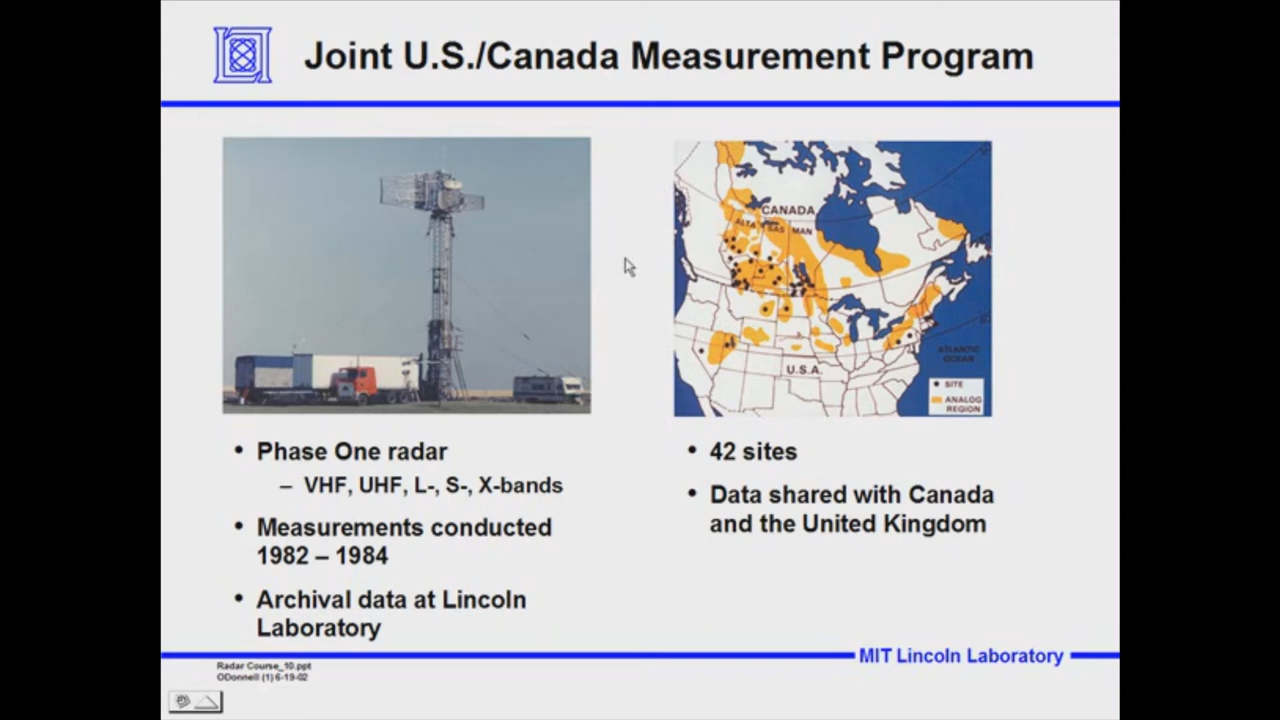 Joint U.S./Canada Measurement Program
CANADA
ALTA SAS MAN
U.S.A.
ATLANTIC
OCEAN
SITE
ANALOG
REGION
• Phase One radar
– VHF, UHF, L-, S-, X-bands
• Measurements conducted
1982 – 1984
• Archival data at Lincoln
Laboratory
• 42 sites
• Data shared with Canada
and the United Kingdom
MIT Lincoln Laboratory
Radar Course_10.ppt
ODonnell (1) 6-19-02